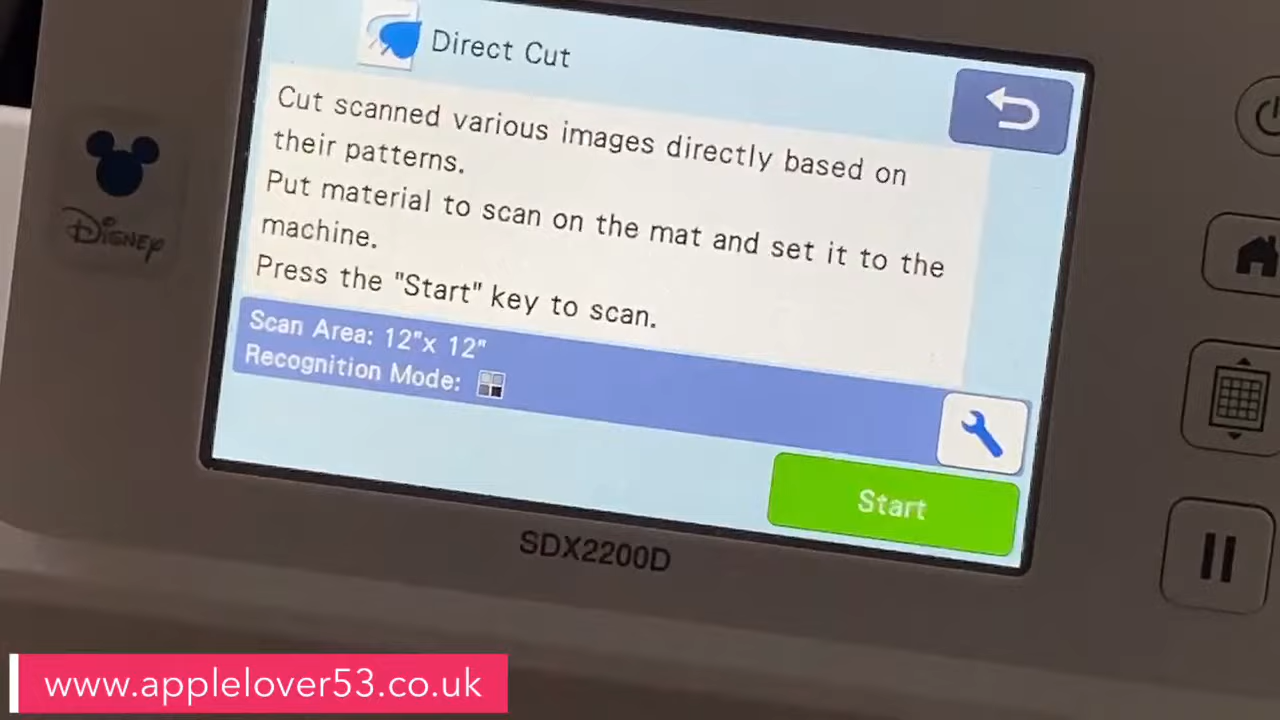 Direct Cut
Cut scanned various images directly based on
their patterns.
Put material to scan on the mat and set it to the
machine.
Press the "Start" key to scan.
Scan Area: 12"x 12"
Recognition Mode:
Start
Disney
SDX2200D
www.applelover53.co.uk